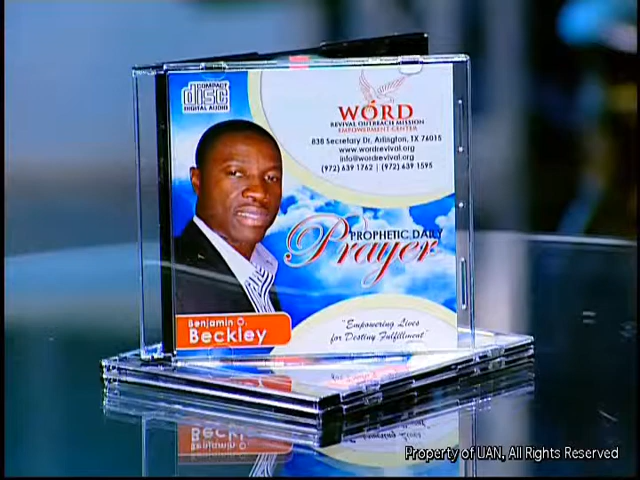 COMPACT
disc
DIGITAL AUDIO
WORD
REVIVAL OUTREACH MISSION
EMPOWERMENT CENTER
838 Secretary Dr, Arlington, TX 76015
www.wordrevival.org
info@wordrevival.org
(972) 639 1762 | (972) 639 1595
PROPHETIC DAILY
Prayer
Benjamin O.
Beckley
"Empowering Lives
for Destiny Fulfillment"
Property of UAN, All Rights Reserved